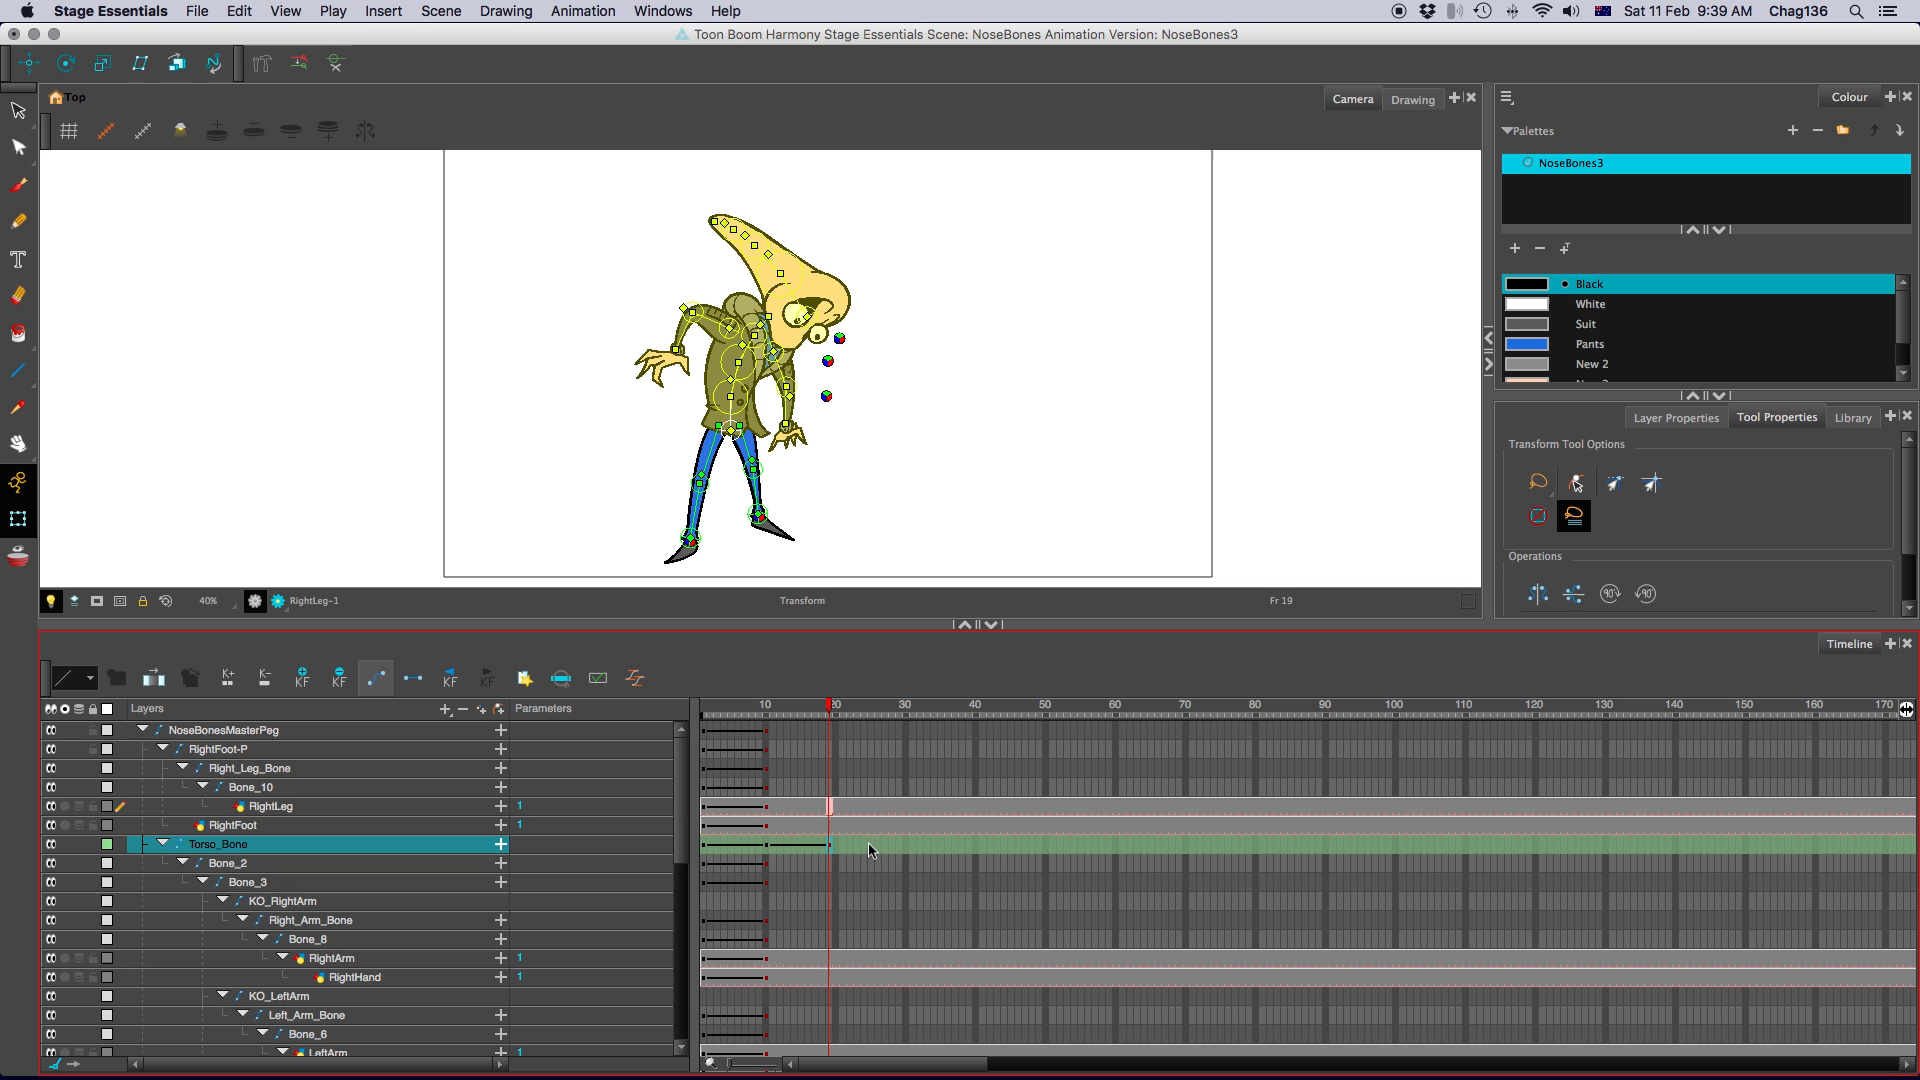 Stage Essentials File Edit View Play Insert Scene Drawing Animation Windows Help Sat 11 Feb 9:39 AM Chag136
Toon Boom Harmony Stage Essentials Scene: NoseBones Animation Version: NoseBones3
Top Camera Drawing
Colour
Palettes
NoseBones3
Black
White
Suit
Pants
New 2
Layer Properties Tool Properties Library
Transform Tool Options
Operations
40% RightLeg-1 Transform Fr 19
Timeline
K+ K- KF KF KF KF
Layers Parameters 10 20 30 40 50 60 70 80 90 100 110 120 130 140 150 160 170
NoseBonesMasterPeg
RightFoot-P
Right_Leg_Bone
Bone_10
RightLeg 1
RightFoot 1
Torso_Bone
Bone_2
Bone_3
KO_RightArm
Right_Arm_Bone
Bone_8
RightArm 1
RightHand 1
KO_LeftArm
Left_Arm_Bone
Bone_6
LeftArm 1